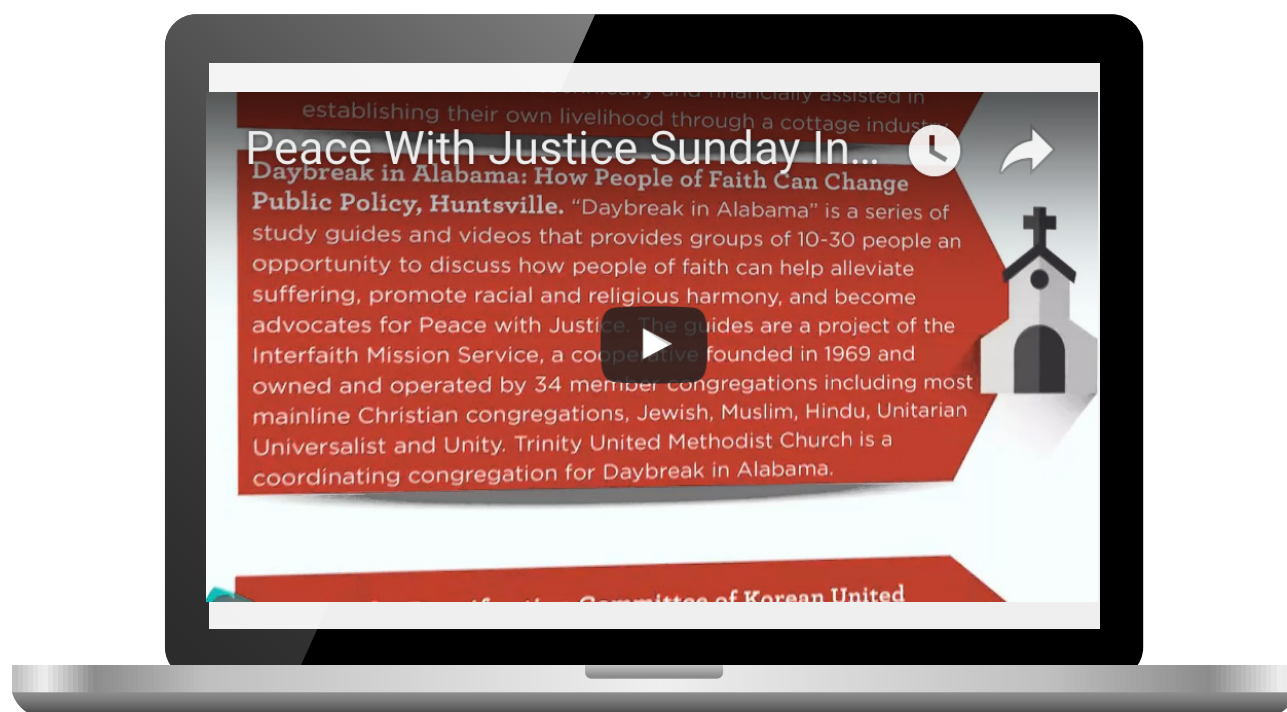 and financially assisted in
establishing their own livelihood through a cottage industry.
Peace With Justice Sunday In...
Daybreak in Alabama: How People of Faith Can Change
Public Policy, Huntsville. “Daybreak in Alabama” is a series of
study guides and videos that provides groups of 10-30 people an
opportunity to discuss how people of faith can help alleviate
suffering, promote racial and religious harmony, and become
advocates for Peace with Justice. The guides are a project of the
Interfaith Mission Service, a cooperative founded in 1969 and
owned and operated by 34 member congregations including most
mainline Christian congregations, Jewish, Muslim, Hindu, Unitarian
Universalist and Unity. Trinity United Methodist Church is a
coordinating congregation for Daybreak in Alabama.
Committee of Korean United